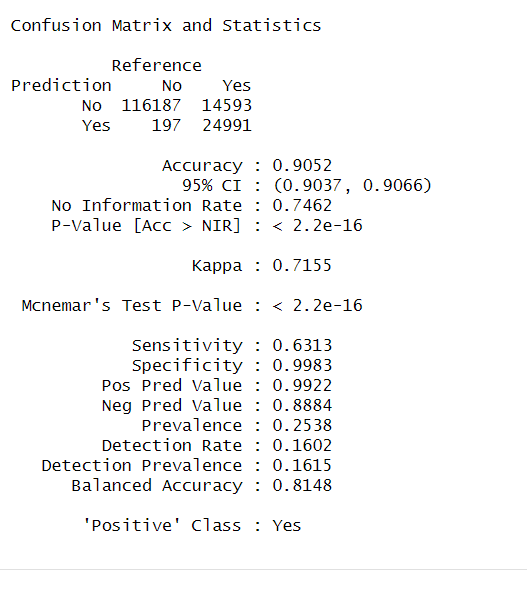 Confusion Matrix and Statistics
Reference
Prediction No Yes
No 116187 14593
Yes 197 24991
Accuracy : 0.9052
95% CI : (0.9037, 0.9066)
No Information Rate : 0.7462
P-Value [Acc > NIR] : < 2.2e-16
Kappa : 0.7155
Mcnemar's Test P-Value : < 2.2e-16
Sensitivity : 0.6313
Specificity : 0.9983
Pos Pred Value : 0.9922
Neg Pred Value : 0.8884
Prevalence : 0.2538
Detection Rate : 0.1602
Detection Prevalence : 0.1615
Balanced Accuracy : 0.8148
'Positive' Class : Yes